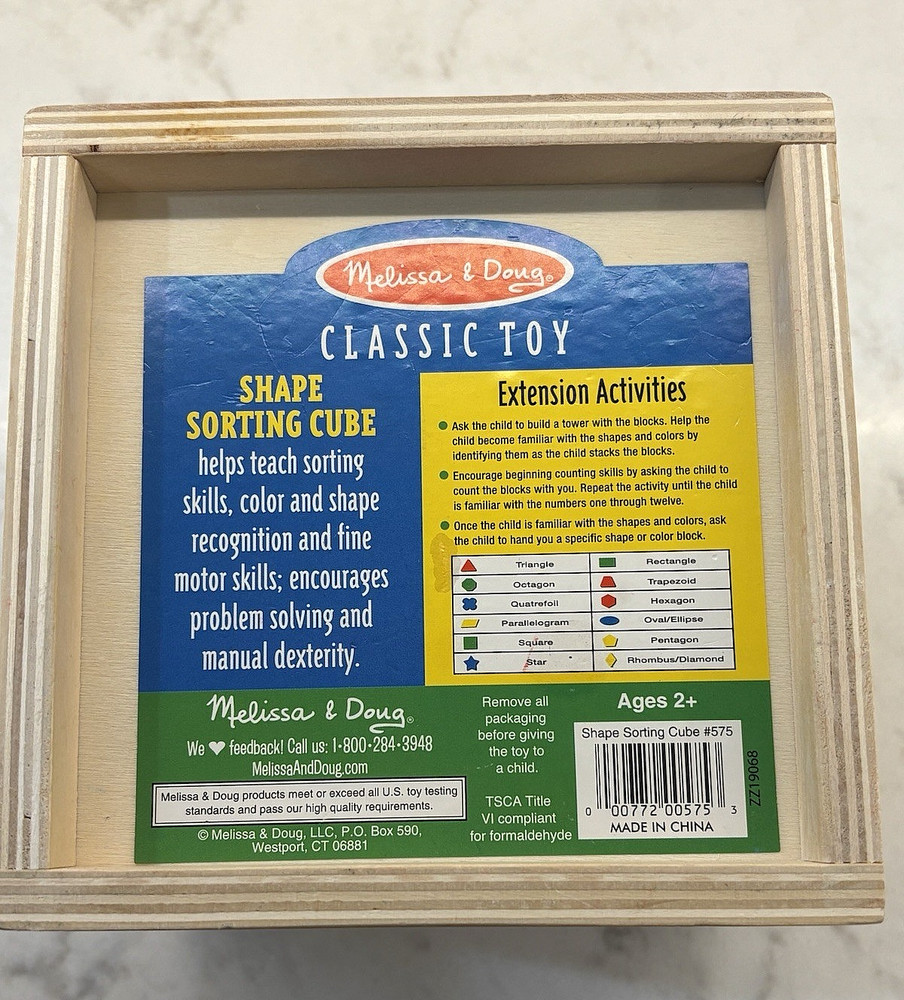 Melissa & Doug®
CLASSIC TOY
SHAPE
SORTING CUBE
helps teach sorting
skills, color and shape
recognition and fine
motor skills; encourages
problem solving and
manual dexterity.
Extension Activities
Ask the child to build a tower with the blocks. Help the
child become familiar with the shapes and colors by
identifying them as the child stacks the blocks.
Encourage beginning counting skills by asking the child to
count the blocks with you. Repeat the activity until the child
is familiar with the numbers one through twelve.
Once the child is familiar with the shapes and colors, ask
the child to hand you a specific shape or color block.
Triangle Rectangle
Octagon Trapezoid
Quatrefoil Hexagon
Parallelogram Oval/Ellipse
Square Pentagon
Star Rhombus/Diamond
Melissa & Doug®
We ♥ feedback! Call us: 1·800·284·3948
MelissaAndDoug.com
Melissa & Doug products meet or exceed all U.S. toy testing
standards and pass our high quality requirements.
© Melissa & Doug, LLC, P.O. Box 590,
Westport, CT 06881
Remove all
packaging
before giving
the toy to
a child.
TSCA Title
VI compliant
for formaldehyde
Ages 2+
Shape Sorting Cube #575
0 00772 00575 3
MADE IN CHINA
ZZ19068